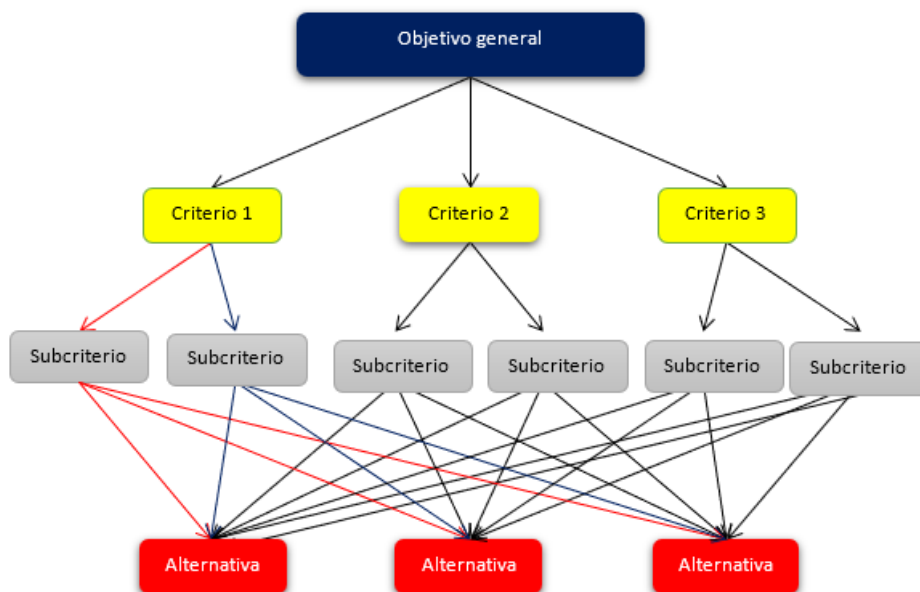 Objetivo general
Criterio 1
Criterio 2
Criterio 3
Subcriterio
Subcriterio
Subcriterio
Subcriterio
Subcriterio
Subcriterio
Alternativa
Alternativa
Alternativa